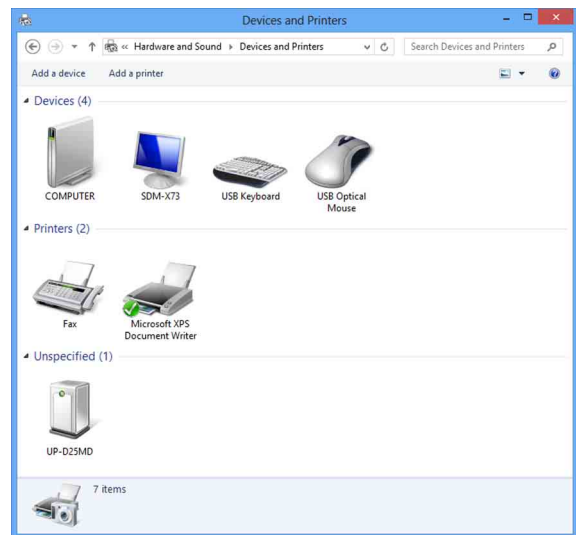 Devices and Printers
« Hardware and Sound ▸ Devices and Printers
Search Devices and Printers
Add a device Add a printer
Devices (4)
COMPUTER
SDM-X73
USB Keyboard
USB Optical
Mouse
Printers (2)
Fax
Microsoft XPS
Document Writer
Unspecified (1)
UP-D25MD
7 items